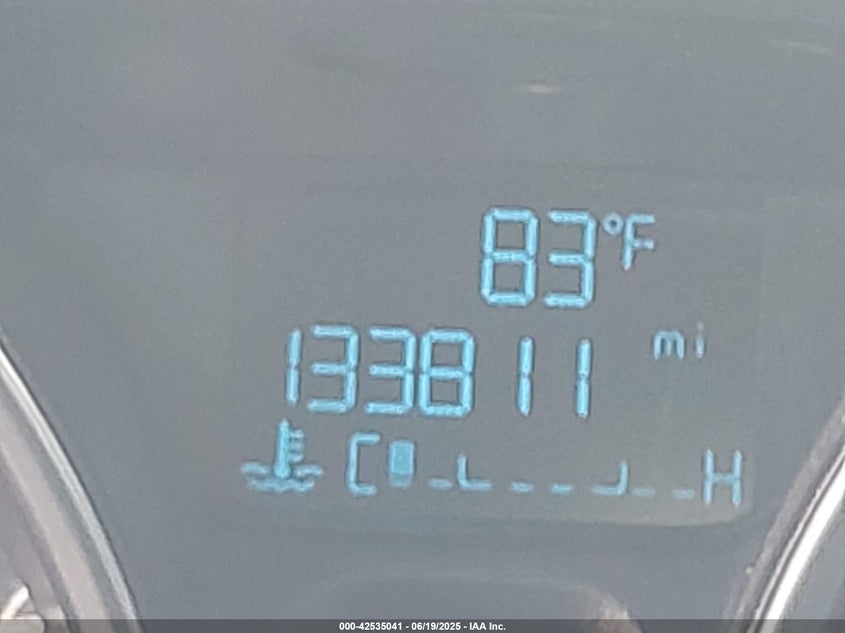 83°F
133811 mi
C H
000-42535041 - 06/19/2025 - IAA Inc.